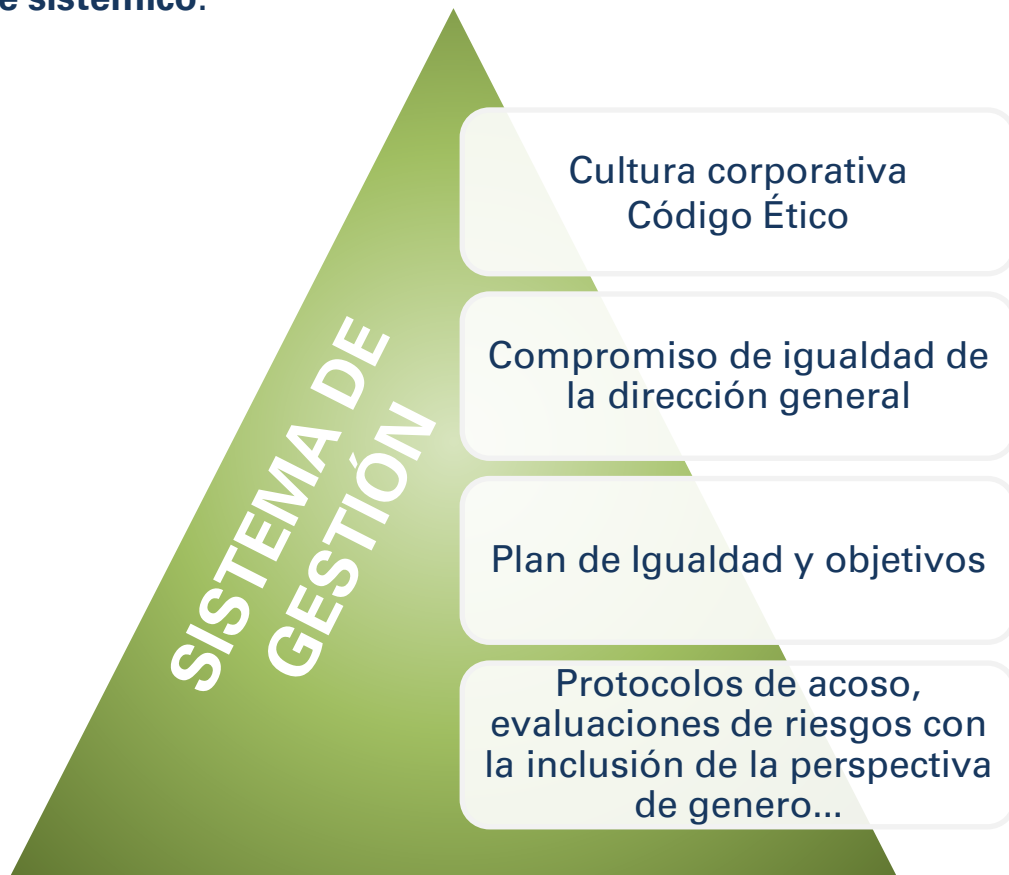 e sistémico.
Cultura corporativa
Código Ético
Compromiso de igualdad de
la dirección general
SISTEMA DE
GESTIÓN
Plan de Igualdad y objetivos
Protocolos de acoso,
evaluaciones de riesgos con
la inclusión de la perspectiva
de genero...